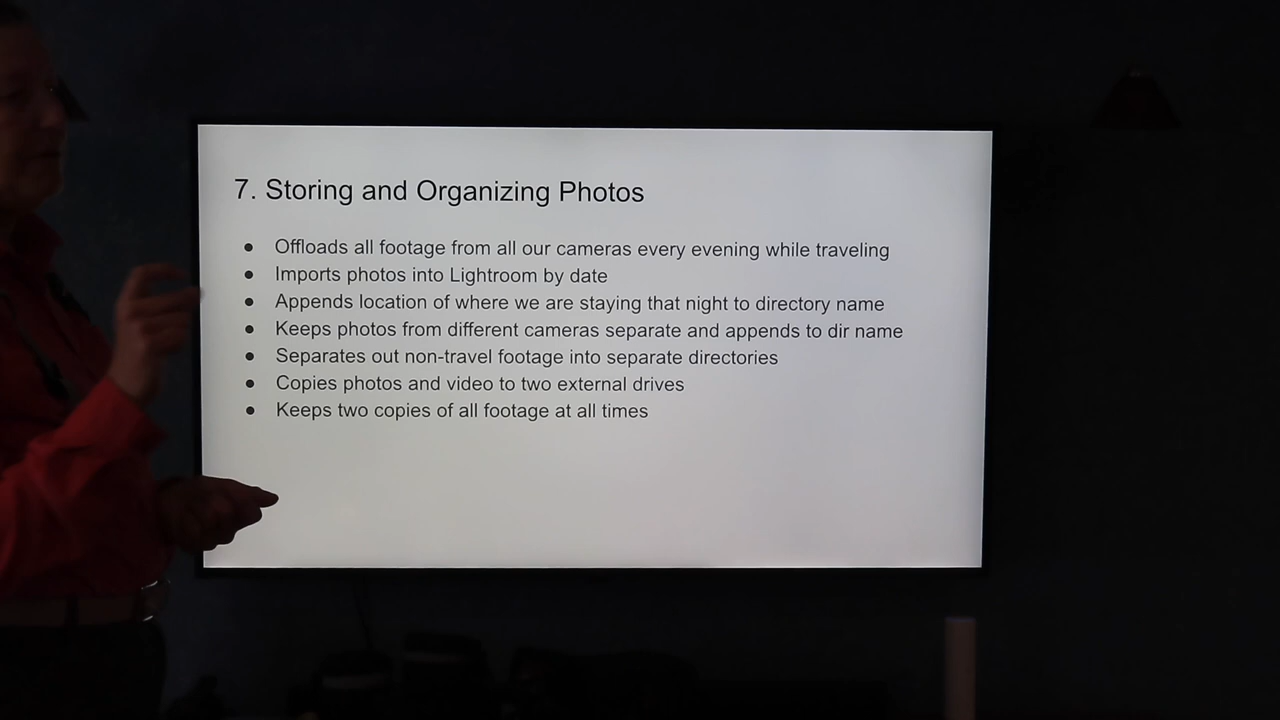 7. Storing and Organizing Photos
● Offloads all footage from all our cameras every evening while traveling
● Imports photos into Lightroom by date
● Appends location of where we are staying that night to directory name
● Keeps photos from different cameras separate and appends to dir name
● Separates out non-travel footage into separate directories
● Copies photos and video to two external drives
● Keeps two copies of all footage at all times